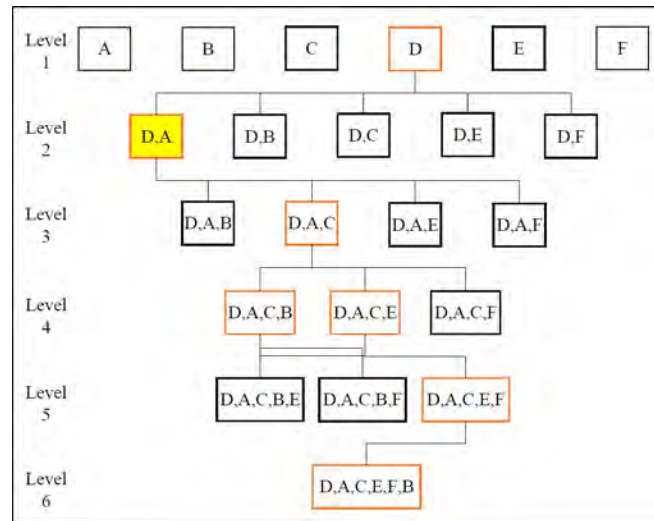 Level
1
A
B
C
D
E
F
Level
2
D,A
D,B
D,C
D,E
D,F
Level
3
D,A,B
D,A,C
D,A,E
D,A,F
Level
4
D,A,C,B
D,A,C,E
D,A,C,F
Level
5
D,A,C,B,E
D,A,C,B,F
D,A,C,E,F
Level
6
D,A,C,E,F,B